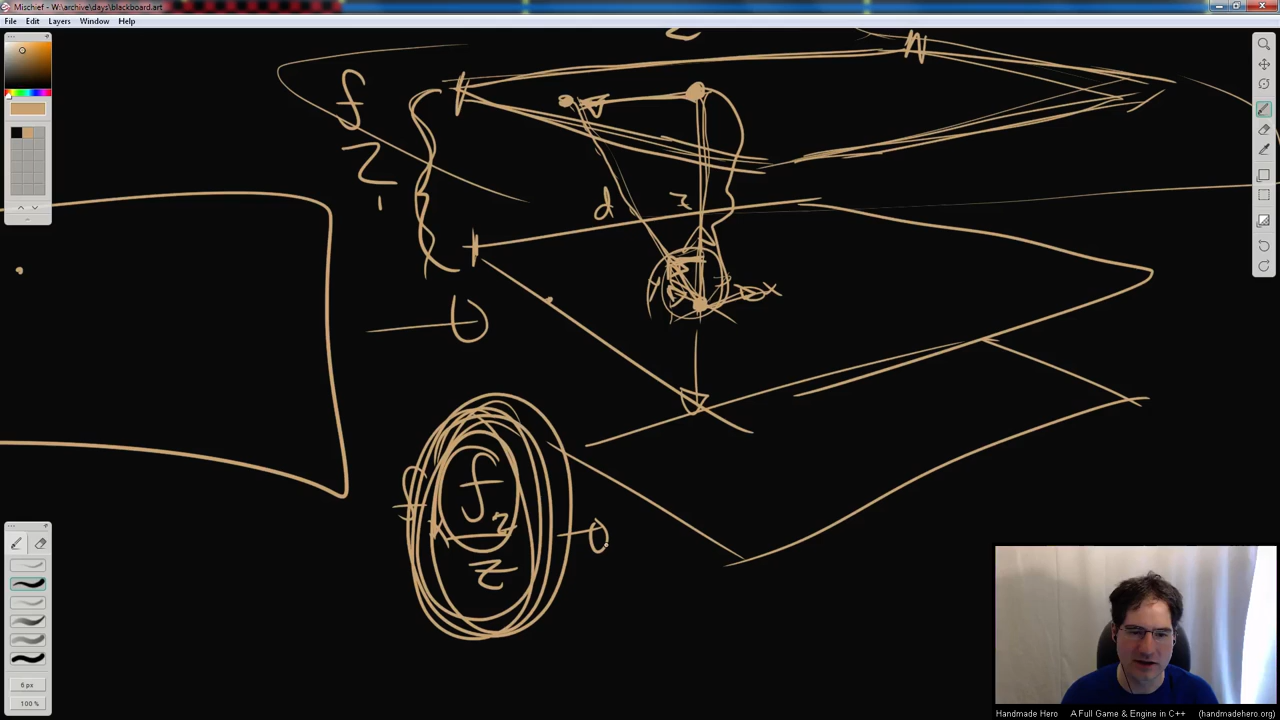 Mischief - W:\archive\days\blackboard.art
File Edit Layers Window Help
N
f
z
d
z
x
y
0
f
f z
z
0
6 px
100 %
Handmade Hero A Full Game & Engine in C++ (handmadehero.org)